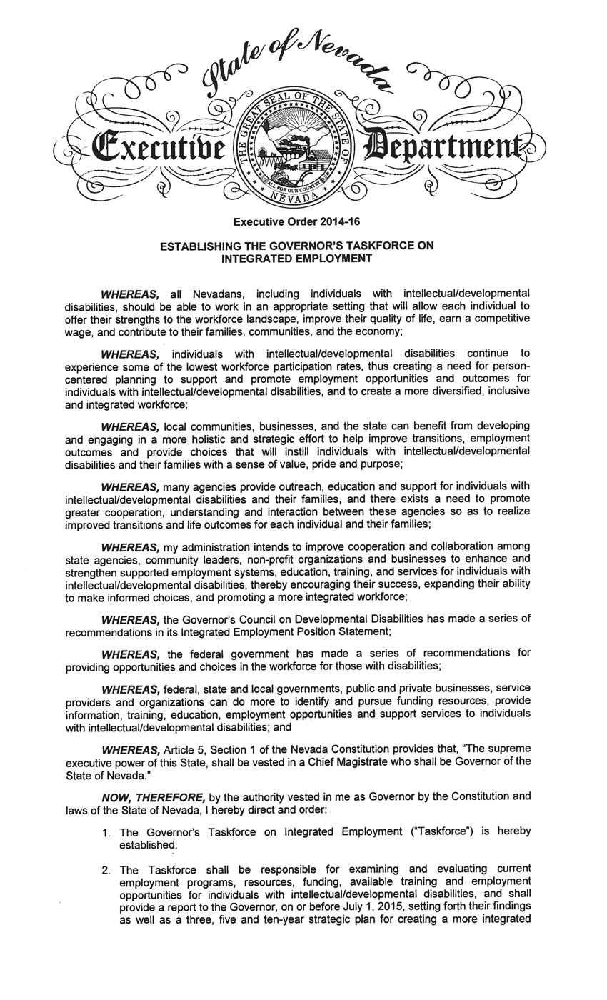 State of Nevada
Executive Department
THE GREAT SEAL OF THE STATE OF
NEVADA
ALL FOR OUR COUNTRY
Executive Order 2014-16
ESTABLISHING THE GOVERNOR'S TASKFORCE ON
INTEGRATED EMPLOYMENT
WHEREAS, all Nevadans, including individuals with intellectual/developmental
disabilities, should be able to work in an appropriate setting that will allow each individual to
offer their strengths to the workforce landscape, improve their quality of life, earn a competitive
wage, and contribute to their families, communities, and the economy;
WHEREAS, individuals with intellectual/developmental disabilities continue to
experience some of the lowest workforce participation rates, thus creating a need for person-
centered planning to support and promote employment opportunities and outcomes for
individuals with intellectual/developmental disabilities, and to create a more diversified, inclusive
and integrated workforce;
WHEREAS, local communities, businesses, and the state can benefit from developing
and engaging in a more holistic and strategic effort to help improve transitions, employment
outcomes and provide choices that will instill individuals with intellectual/developmental
disabilities and their families with a sense of value, pride and purpose;
WHEREAS, many agencies provide outreach, education and support for individuals with
intellectual/developmental disabilities and their families, and there exists a need to promote
greater cooperation, understanding and interaction between these agencies so as to realize
improved transitions and life outcomes for each individual and their families;
WHEREAS, my administration intends to improve cooperation and collaboration among
state agencies, community leaders, non-profit organizations and businesses to enhance and
strengthen supported employment systems, education, training, and services for individuals with
intellectual/developmental disabilities, thereby encouraging their success, expanding their ability
to make informed choices, and promoting a more integrated workforce;
WHEREAS, the Governor's Council on Developmental Disabilities has made a series of
recommendations in its Integrated Employment Position Statement;
WHEREAS, the federal government has made a series of recommendations for
providing opportunities and choices in the workforce for those with disabilities;
WHEREAS, federal, state and local governments, public and private businesses, service
providers and organizations can do more to identify and pursue funding resources, provide
information, training, education, employment opportunities and support services to individuals
with intellectual/developmental disabilities; and
WHEREAS, Article 5, Section 1 of the Nevada Constitution provides that, "The supreme
executive power of this State, shall be vested in a Chief Magistrate who shall be Governor of the
State of Nevada."
NOW, THEREFORE, by the authority vested in me as Governor by the Constitution and
laws of the State of Nevada, I hereby direct and order:
1. The Governor's Taskforce on Integrated Employment ("Taskforce") is hereby
established.
2. The Taskforce shall be responsible for examining and evaluating current
employment programs, resources, funding, available training and employment
opportunities for individuals with intellectual/developmental disabilities, and shall
provide a report to the Governor, on or before July 1, 2015, setting forth their findings
as well as a three, five and ten-year strategic plan for creating a more integrated